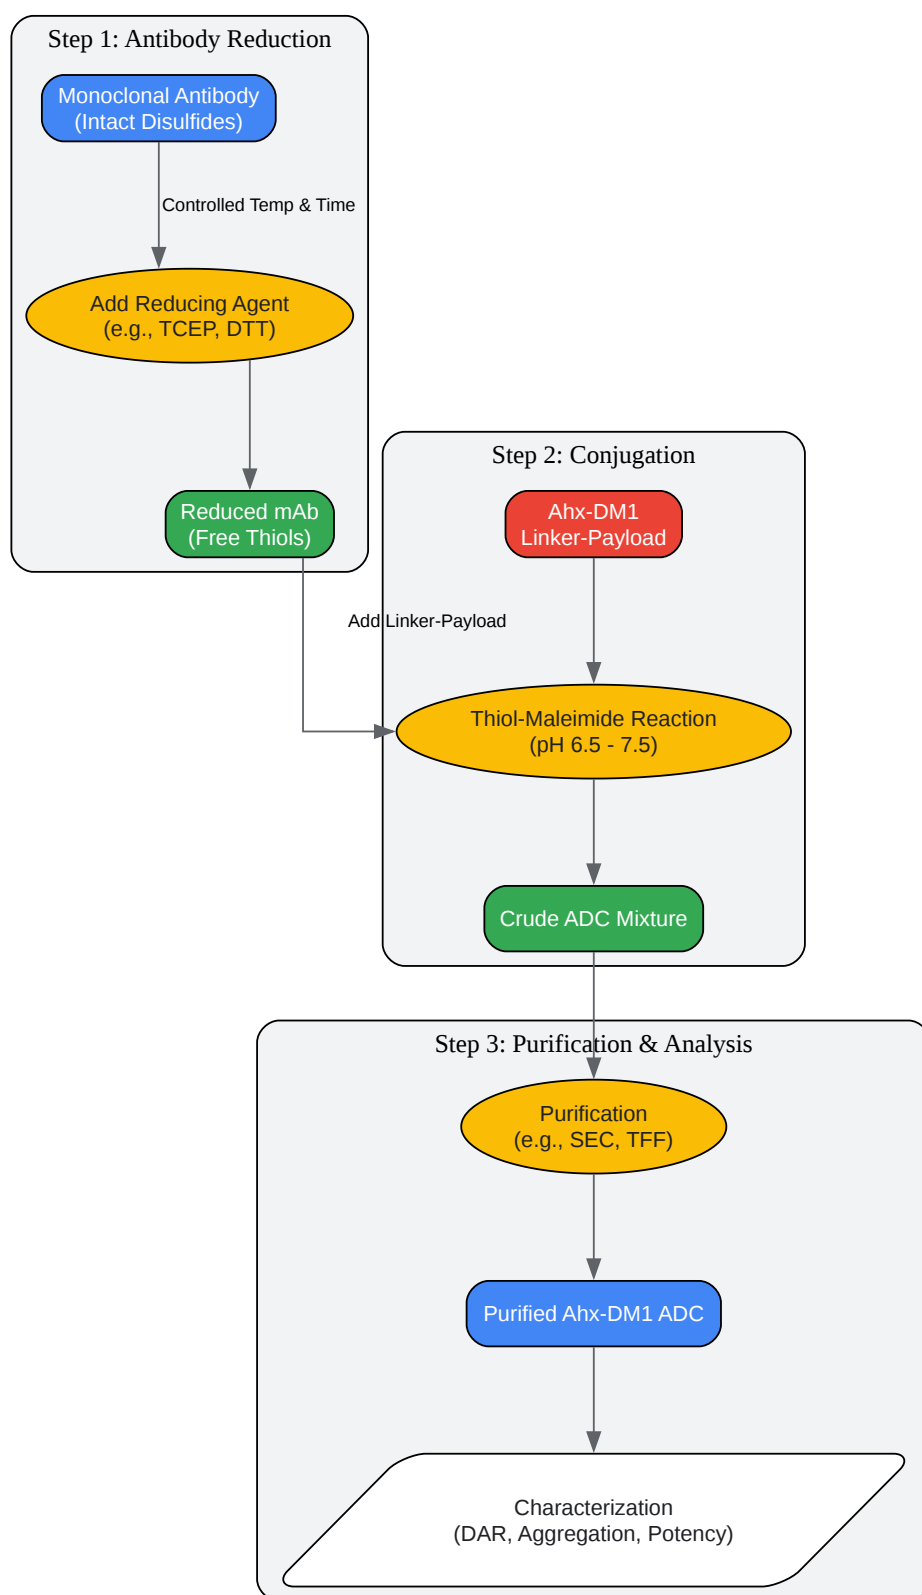 Step 1: Antibody Reduction
Monoclonal Antibody
(Intact Disulfides)
Controlled Temp & Time
Add Reducing Agent
(e.g., TCEP, DTT)
Reduced mAb
(Free Thiols)
Step 2: Conjugation
Ahx-DM1
Linker-Payload
Add Linker-Payload
Thiol-Maleimide Reaction
(pH 6.5 - 7.5)
Crude ADC Mixture
Step 3: Purification & Analysis
Purification
(e.g., SEC, TFF)
Purified Ahx-DM1 ADC
Characterization
(DAR, Aggregation, Potency)